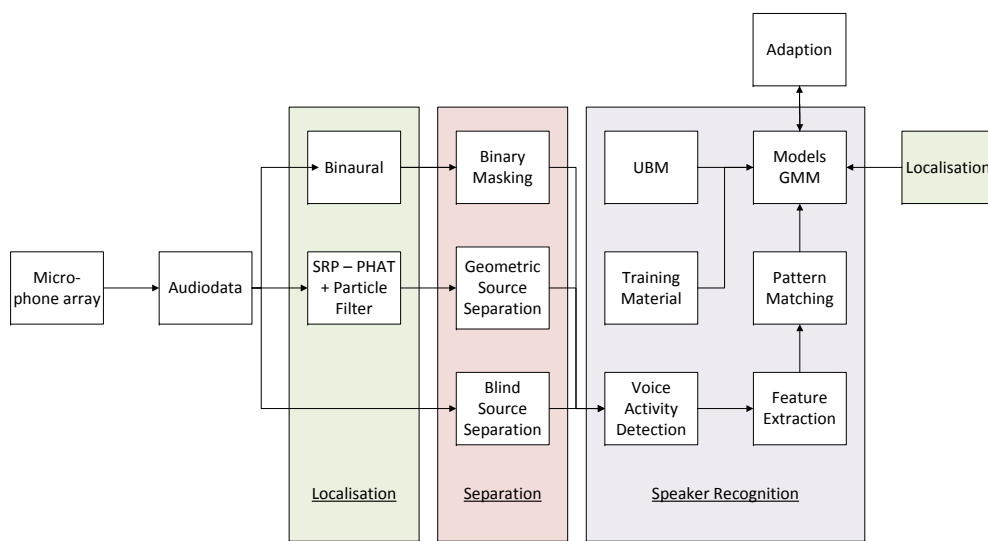 Adaption
Binaural
Binary
Masking
UBM
Models
GMM
Localisation
Micro-
phone array
Audiodata
SRP – PHAT
+ Particle
Filter
Geometric
Source
Separation
Training
Material
Pattern
Matching
Blind
Source
Separation
Voice
Activity
Detection
Feature
Extraction
Localisation
Separation
Speaker Recognition